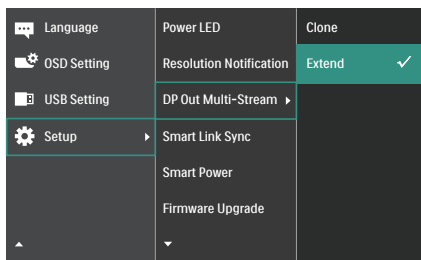 Language
OSD Setting
USB Setting
Setup
Power LED
Resolution Notification
DP Out Multi-Stream
Smart Link Sync
Smart Power
Firmware Upgrade
Clone
Extend